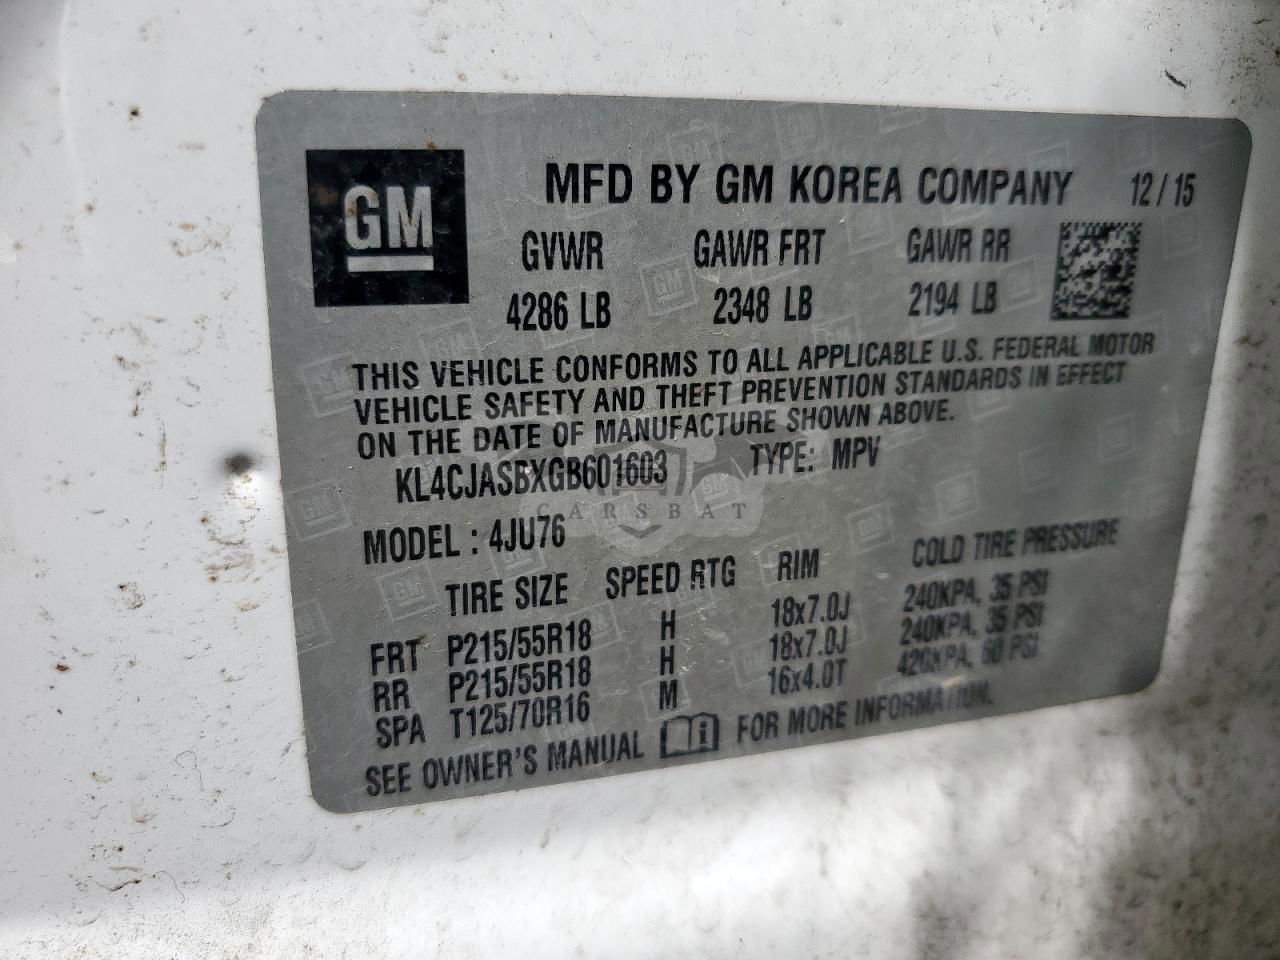 GM
MFD BY GM KOREA COMPANY 12/15
GVWR GAWR FRT GAWR RR
4286 LB 2348 LB 2194 LB
THIS VEHICLE CONFORMS TO ALL APPLICABLE U.S. FEDERAL MOTOR
VEHICLE SAFETY AND THEFT PREVENTION STANDARDS IN EFFECT
ON THE DATE OF MANUFACTURE SHOWN ABOVE.
KL4CJASBXGB601603 TYPE: MPV
CARSBAT
MODEL : 4JU76
TIRE SIZE SPEED RTG RIM COLD TIRE PRESSURE
FRT P215/55R18 H 18x7.0J 240KPA, 35 PSI
RR P215/55R18 H 18x7.0J 240KPA, 35 PSI
SPA T125/70R16 M 16x4.0T 420KPA, 60 PSI
SEE OWNER'S MANUAL FOR MORE INFORMATION.